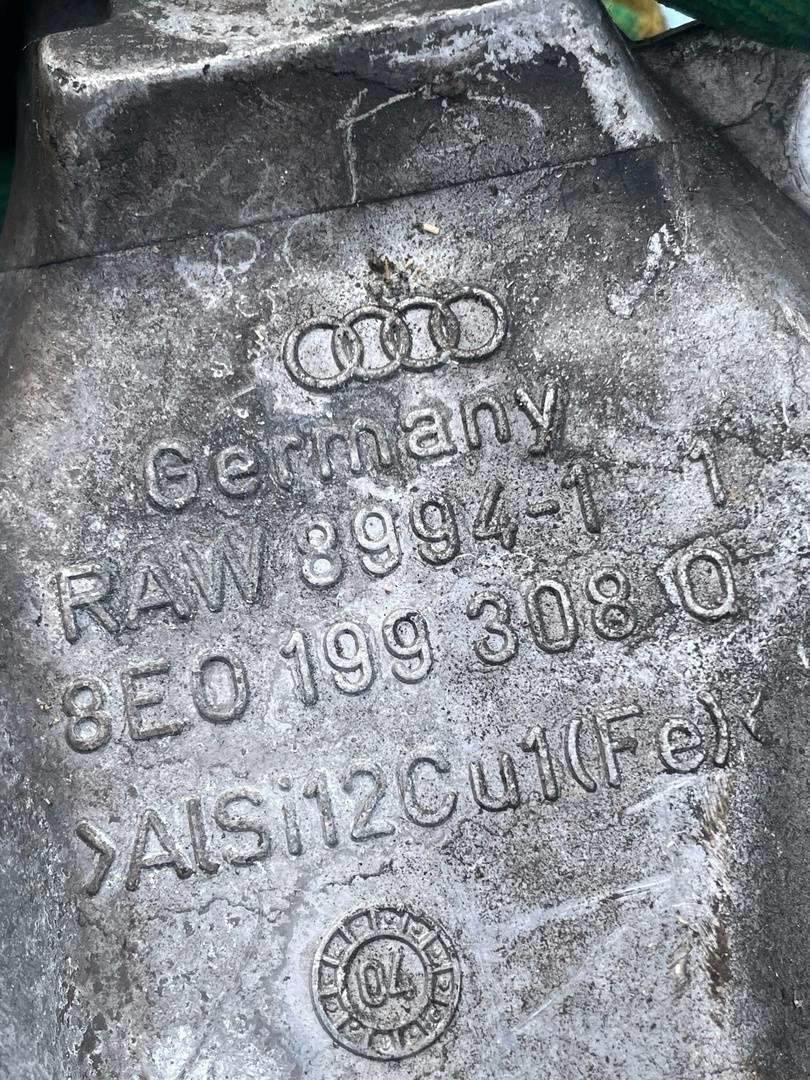 Germany
RAW 8994-1 1
8E0 199 308 Q
>AlSi12Cu1(Fe)<
04